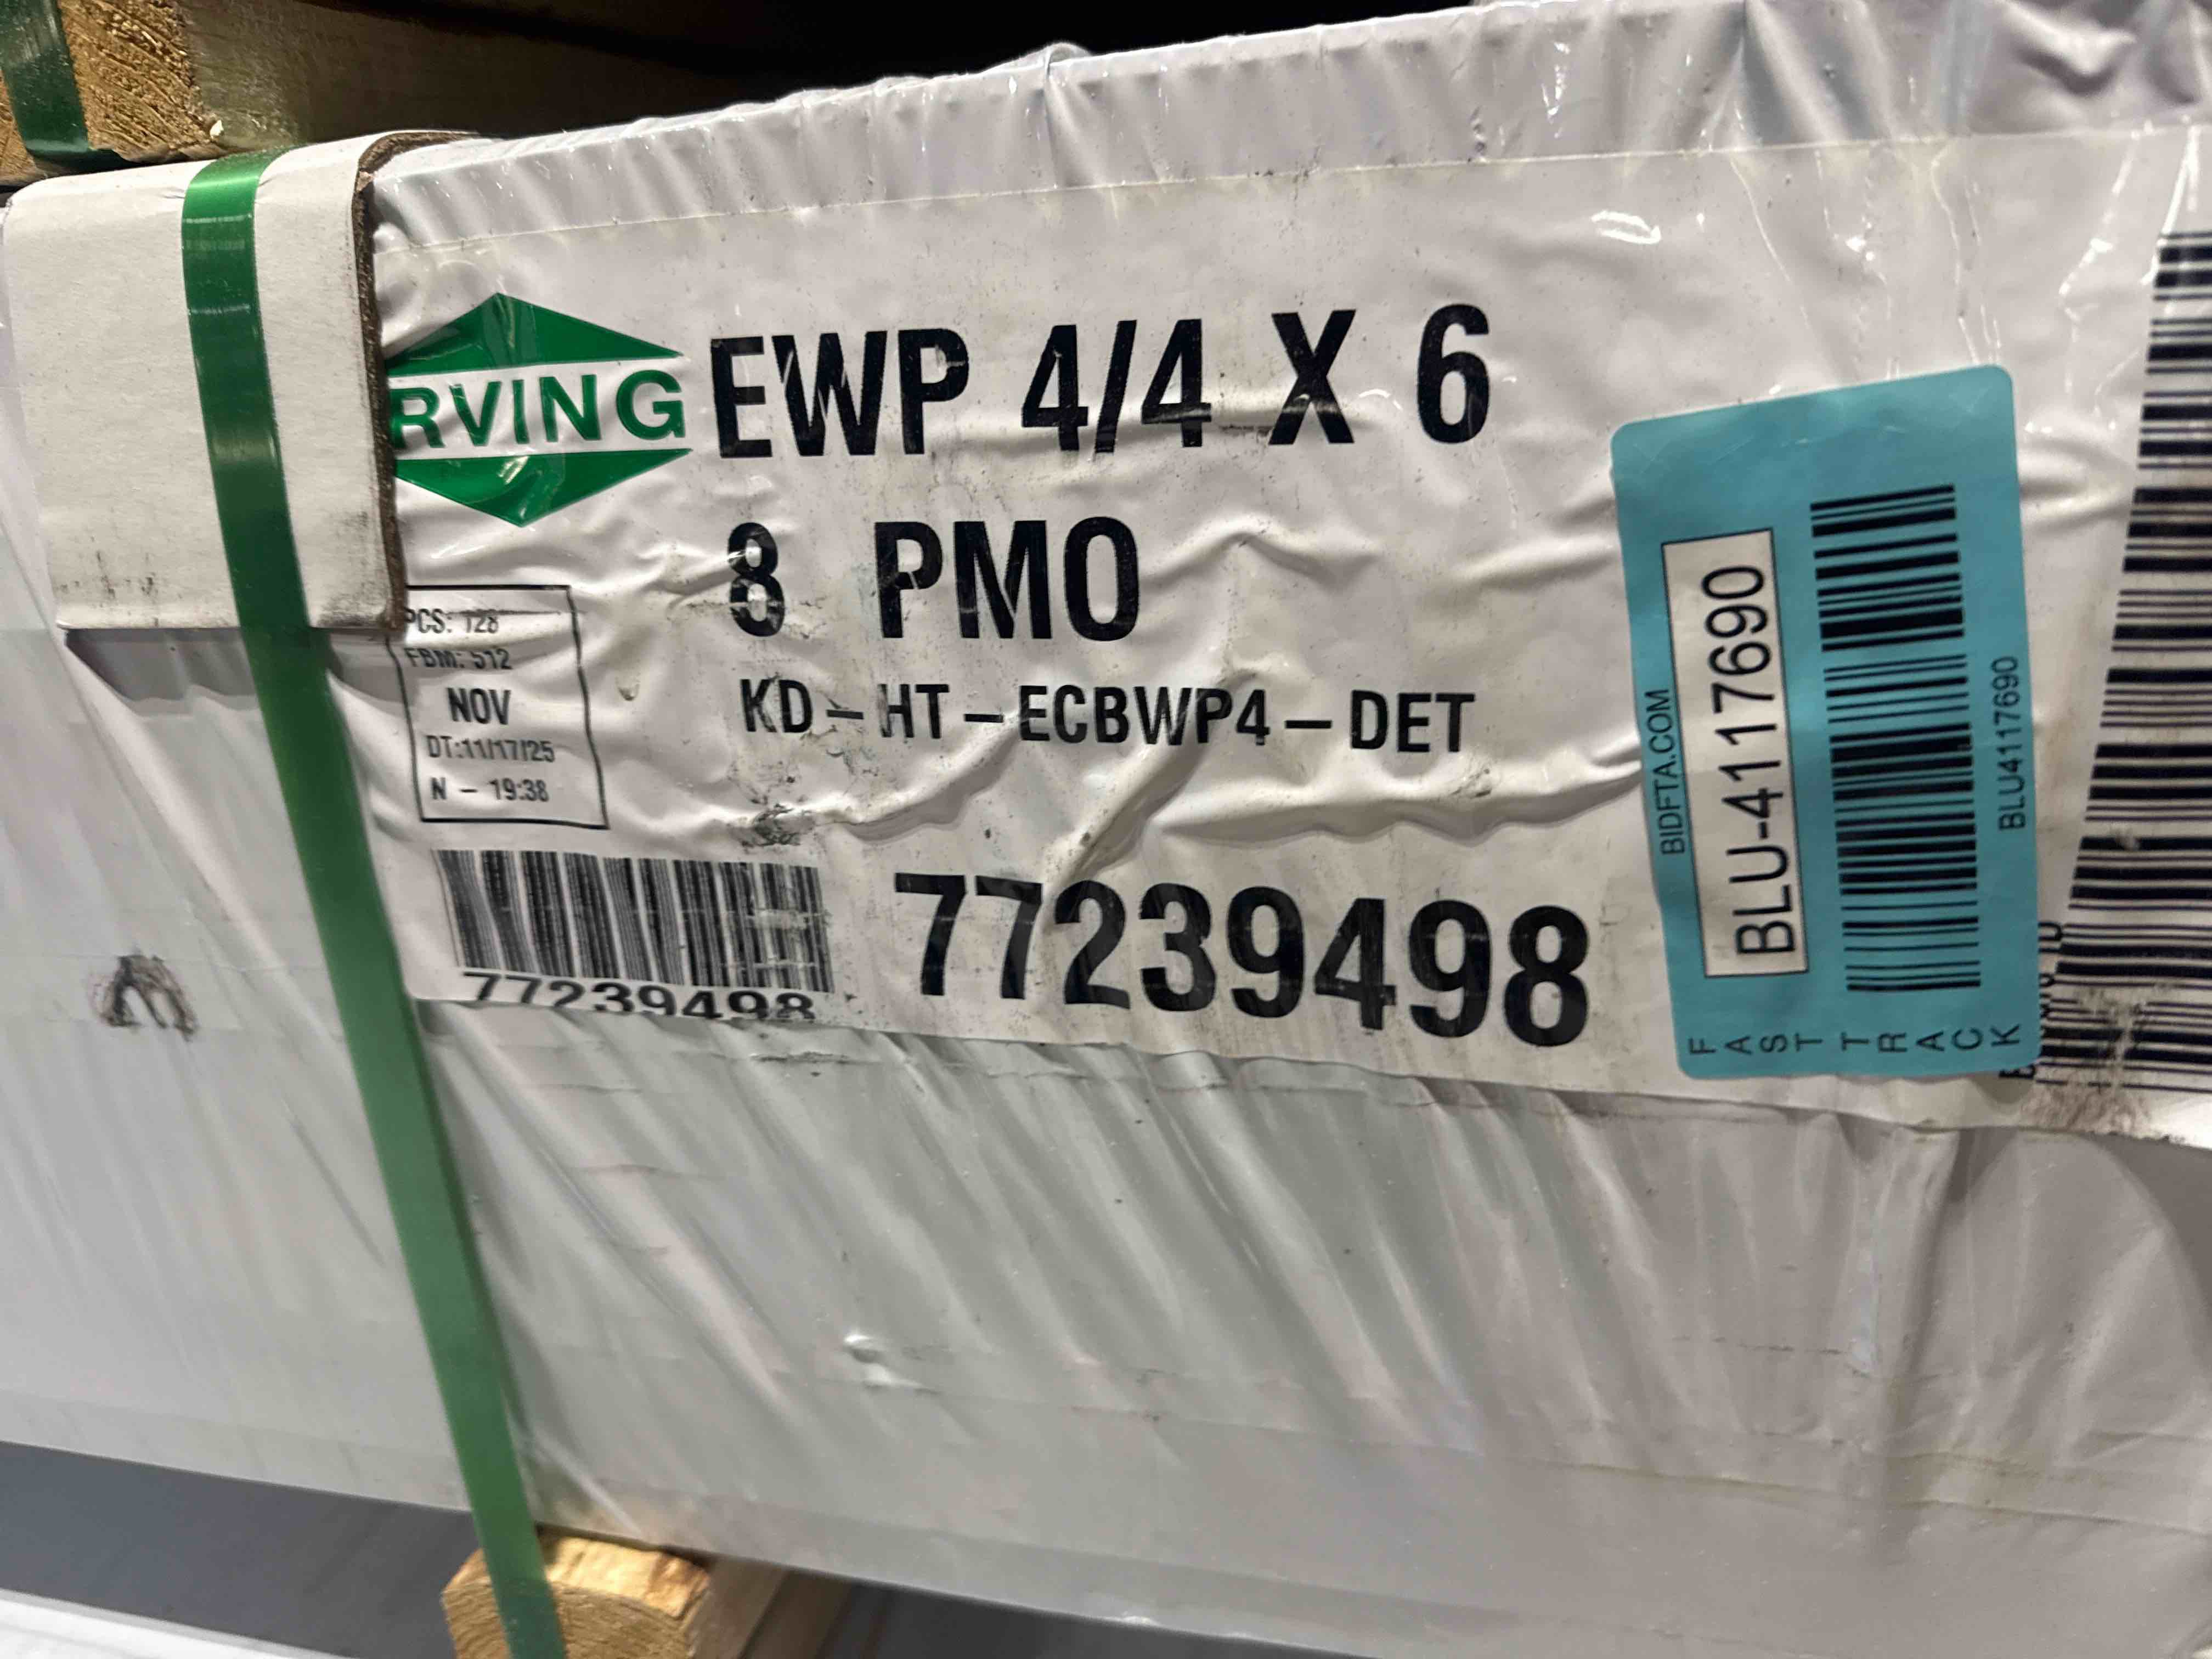 RVING
EWP 4/4 X 6
8 PMO
KD-HT-ECBWP4-DET
PCS: 128
FBM: 512
NOV
DT:11/17/25
N - 19:38
77239498
77239498
BIDFTA.COM
BLU-4117690
BLU4117690
FAST TRACK